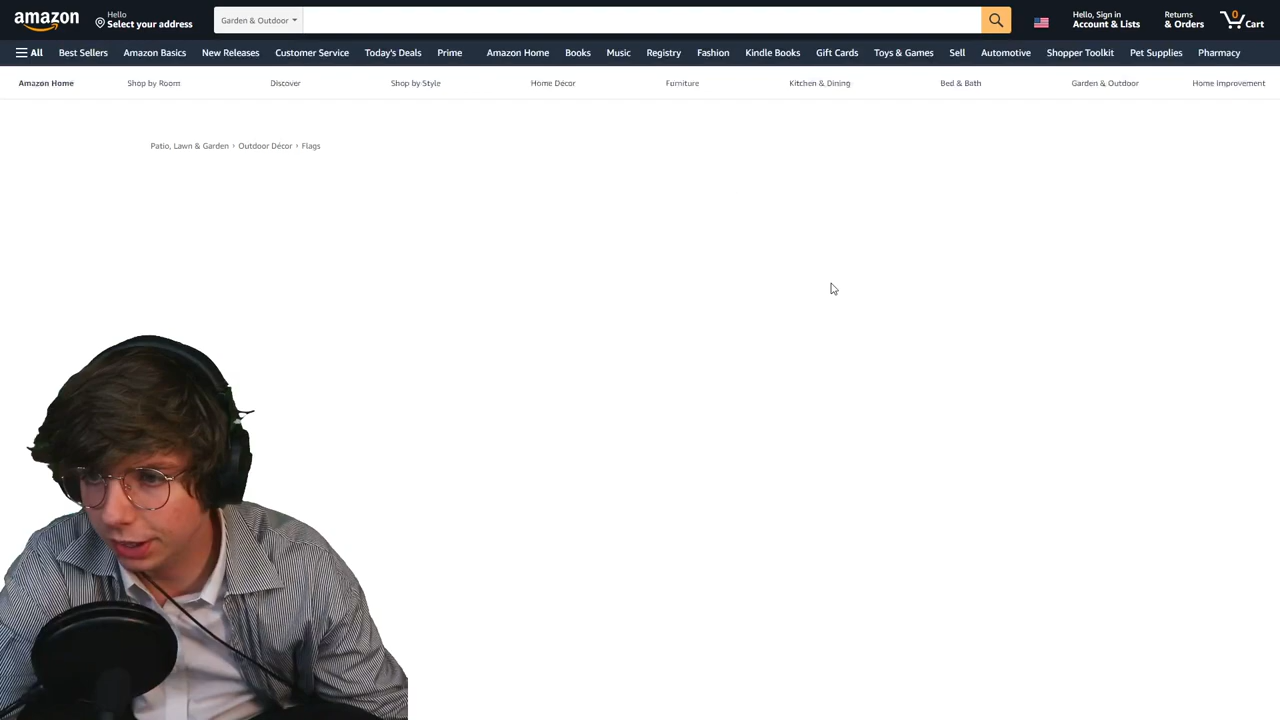 amazon
Hello
Select your address
Garden & Outdoor
Hello, Sign in
Account & Lists
Returns
& Orders
0
Cart
All Best Sellers Amazon Basics New Releases Customer Service Today's Deals Prime Amazon Home Books Music Registry Fashion Kindle Books Gift Cards Toys & Games Sell Automotive Shopper Toolkit Pet Supplies Pharmacy
Amazon Home Shop by Room Discover Shop by Style Home Décor Furniture Kitchen & Dining Bed & Bath Garden & Outdoor Home Improvement
Patio, Lawn & Garden › Outdoor Décor › Flags